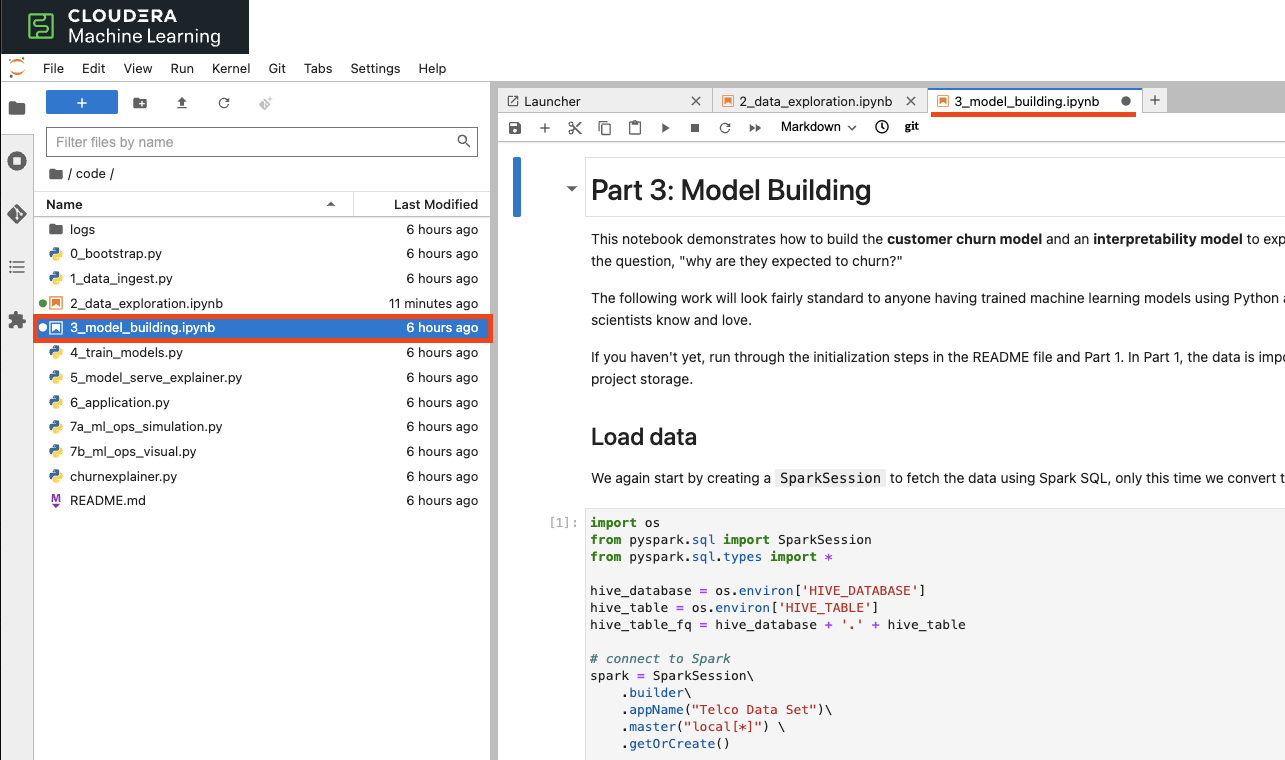 CLOUDERA
Machine Learning
File Edit View Run Kernel Git Tabs Settings Help
+
Launcher
2_data_exploration.ipynb
3_model_building.ipynb
Markdown
git
Filter files by name
/ code /
Name Last Modified
logs 6 hours ago
0_bootstrap.py 6 hours ago
1_data_ingest.py 6 hours ago
2_data_exploration.ipynb 11 minutes ago
3_model_building.ipynb 6 hours ago
4_train_models.py 6 hours ago
5_model_serve_explainer.py 6 hours ago
6_application.py 6 hours ago
7a_ml_ops_simulation.py 6 hours ago
7b_ml_ops_visual.py 6 hours ago
churnexplainer.py 6 hours ago
README.md 6 hours ago
Part 3: Model Building
This notebook demonstrates how to build the customer churn model and an interpretability model to exp
the question, "why are they expected to churn?"
The following work will look fairly standard to anyone having trained machine learning models using Python
scientists know and love.
If you haven't yet, run through the initialization steps in the README file and Part 1. In Part 1, the data is impo
project storage.
Load data
We again start by creating a SparkSession to fetch the data using Spark SQL, only this time we convert t
[1]:
import os
from pyspark.sql import SparkSession
from pyspark.sql.types import *
hive_database = os.environ['HIVE_DATABASE']
hive_table = os.environ['HIVE_TABLE']
hive_table_fq = hive_database + '.' + hive_table
# connect to Spark
spark = SparkSession\
.builder\
.appName("Telco Data Set")\
.master("local[*]") \
.getOrCreate()